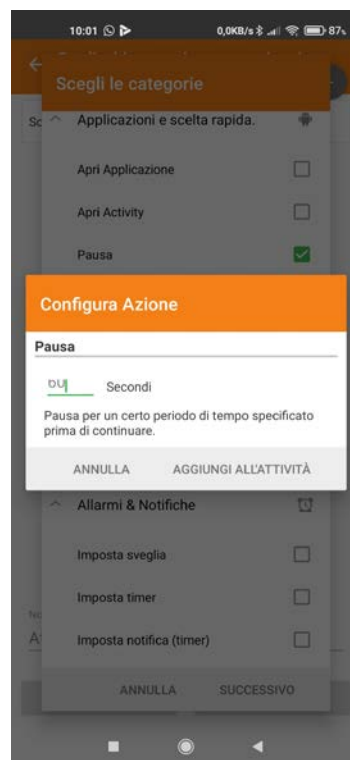 10:01 0,0KB/s 87%
Scegli le categorie
Sc
Applicazioni e scelta rapida.
Apri Applicazione
Apri Activity
Pausa
Configura Azione
Pausa
Secondi
Pausa per un certo periodo di tempo specificato
prima di continuare.
ANNULLA AGGIUNGI ALL'ATTIVITÀ
Allarmi & Notifiche
Imposta sveglia
Imposta timer
Imposta notifica (timer)
ANNULLA SUCCESSIVO